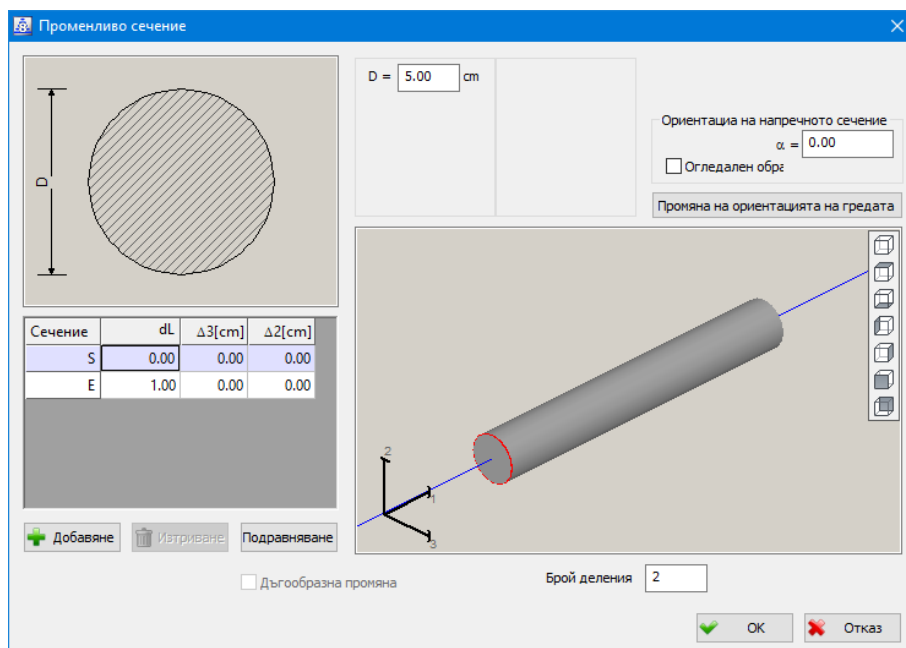 Променливо сечение
D
D = 5.00 cm
Ориентация на напречното сечение
α = 0.00
Огледален обра
Промяна на ориентацията на гредата
Сечение dL Δ3[cm] Δ2[cm]
S 0.00 0.00 0.00
E 1.00 0.00 0.00
2
1
3
Добавяне Изтриване Подравняване
Дъгообразна промяна
Брой деления 2
OK Отказ